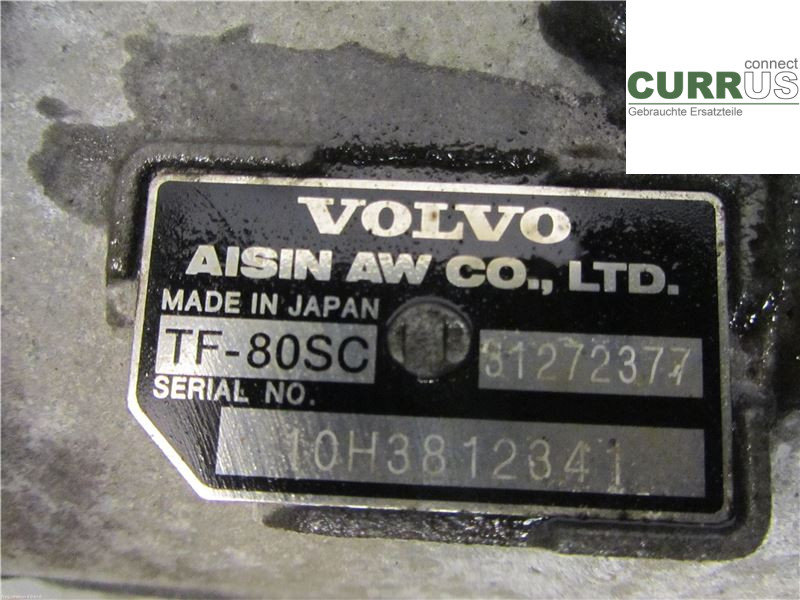 connect
CURRUS
Gebrauchte Ersatzteile
VOLVO
AISIN AW CO., LTD.
MADE IN JAPAN
TF-80SC 31272377
SERIAL NO.
10H3812341